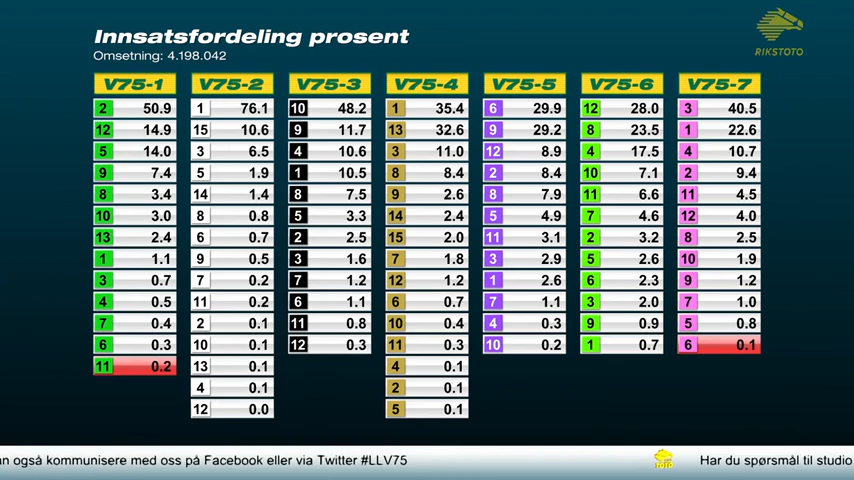 Innsatsfordeling prosent
Omsetning: 4.198.042
RIKSTOTO
V75-1 V75-2 V75-3 V75-4 V75-5 V75-6 V75-7
2 50.9 1 76.1 10 48.2 1 35.4 6 29.9 12 28.0 3 40.5
12 14.9 15 10.6 9 11.7 13 32.6 9 29.2 8 23.5 1 22.6
5 14.0 3 6.5 4 10.6 3 11.0 12 8.9 4 17.5 4 10.7
9 7.4 5 1.9 1 10.5 8 8.4 2 8.4 10 7.1 2 9.4
8 3.4 14 1.4 8 7.5 9 2.6 8 7.9 11 6.6 11 4.5
10 3.0 8 0.8 5 3.3 14 2.4 5 4.9 7 4.6 12 4.0
13 2.4 6 0.7 2 2.5 15 2.0 11 3.1 2 3.2 8 2.5
1 1.1 9 0.5 3 1.6 7 1.8 3 2.9 5 2.6 10 1.9
3 0.7 7 0.2 7 1.2 12 1.2 1 2.6 6 2.3 9 1.2
4 0.5 11 0.2 6 1.1 6 0.7 7 1.1 3 2.0 7 1.0
7 0.4 2 0.1 11 0.8 10 0.4 4 0.3 9 0.9 5 0.8
6 0.3 10 0.1 12 0.3 11 0.3 10 0.2 1 0.7 6 0.1
11 0.2 13 0.1 4 0.1
4 0.1 2 0.1
12 0.0 5 0.1
an også kommunisere med oss på Facebook eller via Twitter #LLV75 TOTO Har du spørsmål til studio